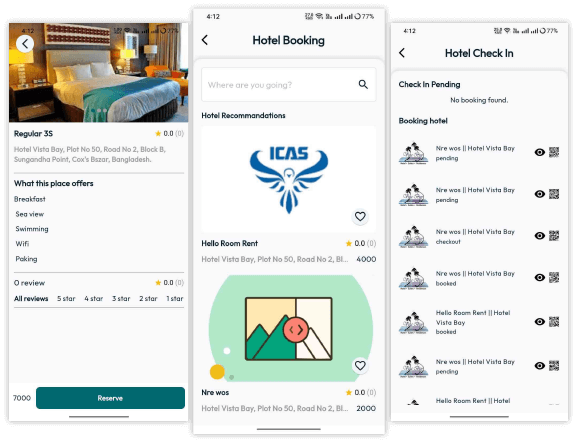 4:12
77%
Regular 3S
0.0 (0)
Hotel Vista Bay, Plot No 50, Road No 2, Block B,
Sungandha Point, Cox's Bszar, Bangladesh.
What this place offers
Breakfast
Sea view
Swimming
Wifi
Paking
0 review
0.0 (0)
All reviews 5 star 4 star 3 star 2 star 1 star
7000
Reserve
4:12
77%
Hotel Booking
Where are you going?
Hotel Recommandations
ICAS
Hello Room Rent
0.0 (0)
Hotel Vista Bay, Plot No 50, Road No 2, Bl...
4000
Nre wos
0.0 (0)
Hotel Vista Bay, Plot No 50, Road No 2, Bl...
2000
4:12
77%
Hotel Check In
Check In Pending
No booking found.
Booking hotel
Nre wos || Hotel Vista Bay
pending
Nre wos || Hotel Vista Bay
pending
Nre wos || Hotel Vista Bay
checkout
Nre wos || Hotel Vista Bay
booked
Hello Room Rent || Hotel
Vista Bay
booked
Nre wos || Hotel Vista Bay
pending
Hello Room Rent || Hotel